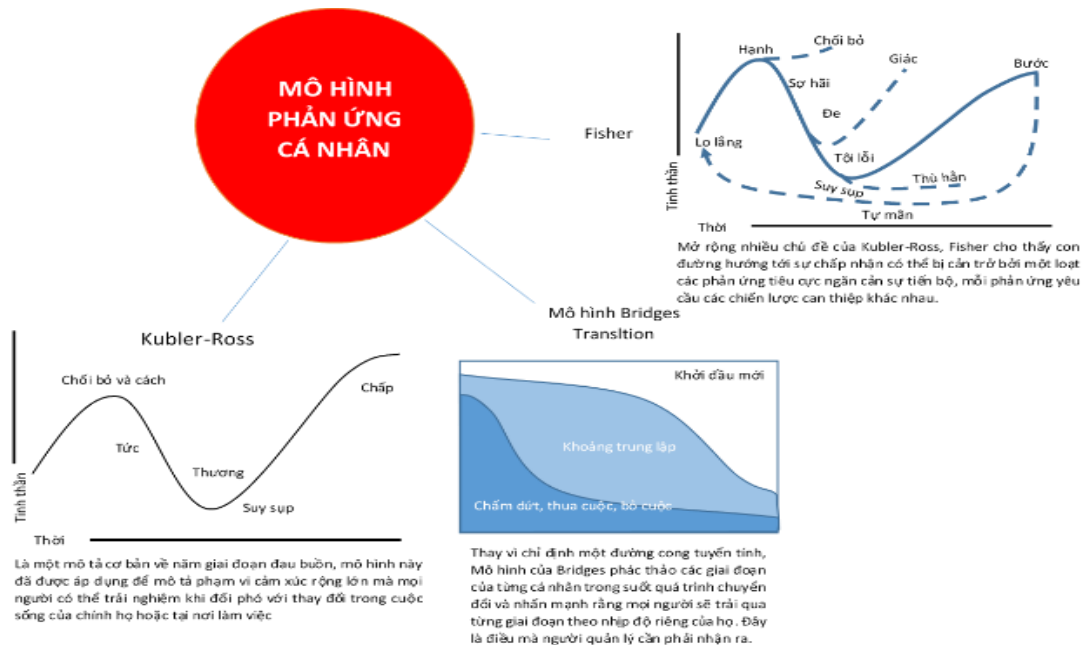 MÔ HÌNH
PHẢN ỨNG
CÁ NHÂN
Fisher
Hạnh
Chối bỏ
Sợ hãi
Giác
Bước
Đe
Lo lắng
Tội lỗi
Suy sụp
Thù hằn
Tự mãn
Tinh thần
Thời
Mở rộng nhiều chủ đề của Kubler-Ross, Fisher cho thấy con
đường hướng tới sự chấp nhận có thể bị cản trở bởi một loạt
các phản ứng tiêu cực ngăn cản sự tiến bộ, mỗi phản ứng yêu
cầu các chiến lược can thiệp khác nhau.
Kubler-Ross
Chối bỏ và cách
Tức
Thương
Suy sụp
Chấp
Tinh thần
Thời
Là một mô tả cơ bản về năm giai đoạn đau buồn, mô hình này
đã được áp dụng để mô tả phạm vi cảm xúc rộng lớn mà mọi
người có thể trải nghiệm khi đối phó với thay đổi trong cuộc
sống của chính họ hoặc tại nơi làm việc
Mô hình Bridges
Transltion
Khởi đầu mới
Khoảng trung lập
Chấm dứt, thua cuộc, bỏ cuộc
Thay vì chỉ định một đường cong tuyến tính,
Mô hình của Bridges phác thảo các giai đoạn
của từng cá nhân trong suốt quá trình chuyển
đổi và nhấn mạnh rằng mọi người sẽ trải qua
từng giai đoạn theo nhịp độ riêng của họ. Đây
là điều mà người quản lý cần phải nhận ra.